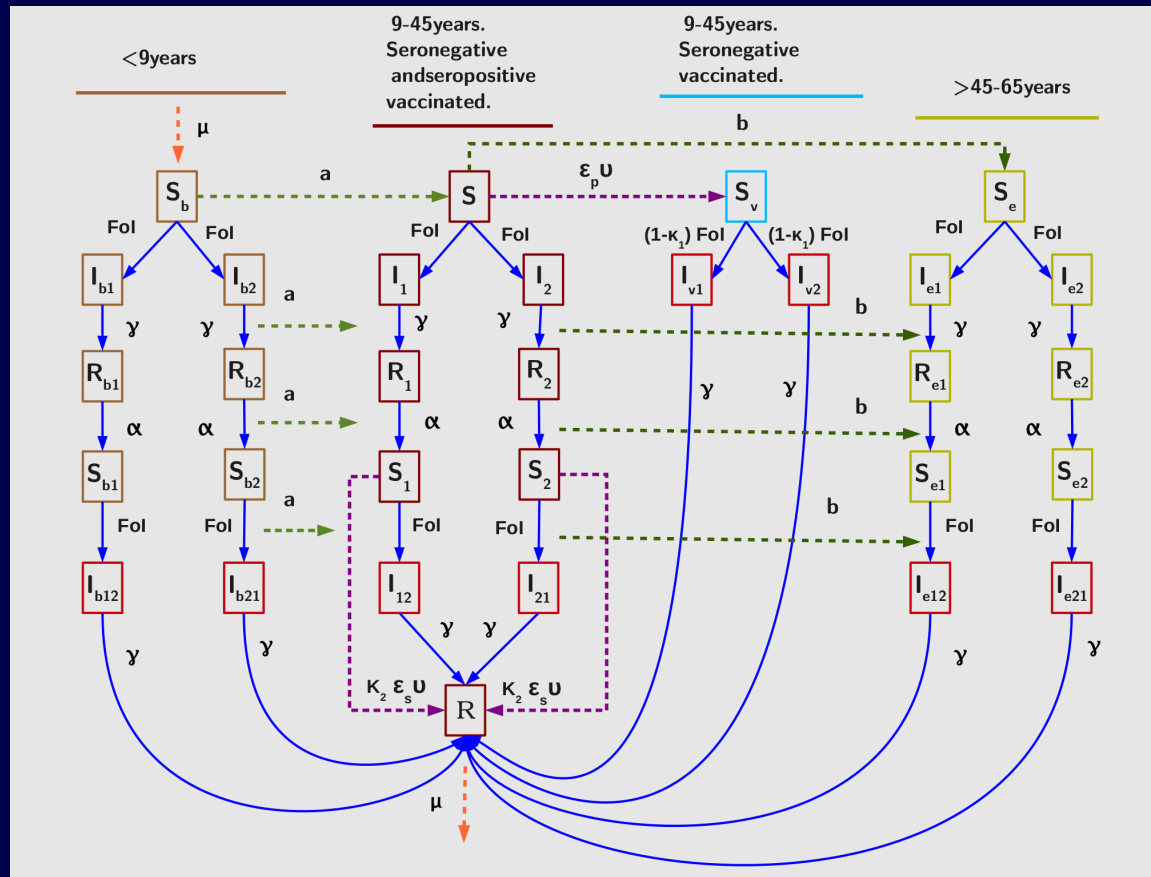 <9years
9-45years.
Seronegative
andseropositive
vaccinated.
9-45years.
Seronegative
vaccinated.
>45-65years
μ
b
a
ε_p υ
S_b
S
S_v
S_e
FoI
FoI
FoI
FoI
(1-κ_1) FoI
(1-κ_1) FoI
FoI
FoI
I_b1
I_b2
I_1
I_2
I_v1
I_v2
I_e1
I_e2
a
b
γ
γ
γ
γ
γ
γ
R_b1
R_b2
R_1
R_2
R_e1
R_e2
a
γ
γ
b
α
α
α
α
α
α
S_b1
S_b2
S_1
S_2
S_e1
S_e2
a
b
FoI
FoI
FoI
FoI
FoI
FoI
I_b12
I_b21
I_12
I_21
I_e12
I_e21
γ
γ
γ
γ
γ
γ
K_2 ε_s υ
R
K_2 ε_s υ
μ